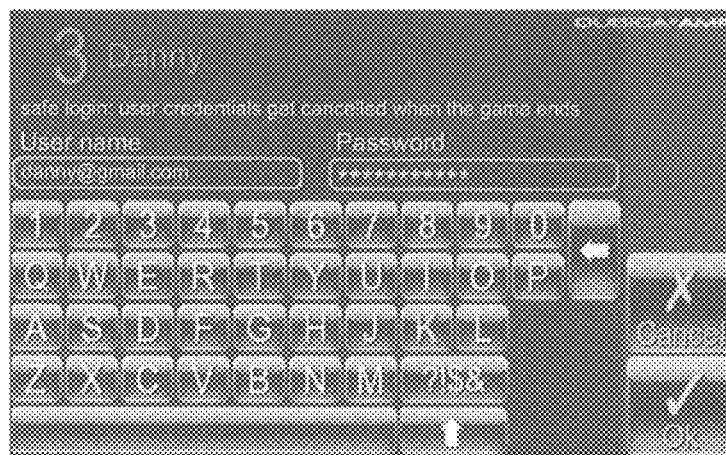 3 Danny
safe login: user credentials get cancelled when the game ends
User name Password
danny@gmail.com ***********
1 2 3 4 5 6 7 8 9 0
Q W E R T Y U I O P
Cancel
A S D F G H J K L
Z X C V B N M ?!$&
Ok